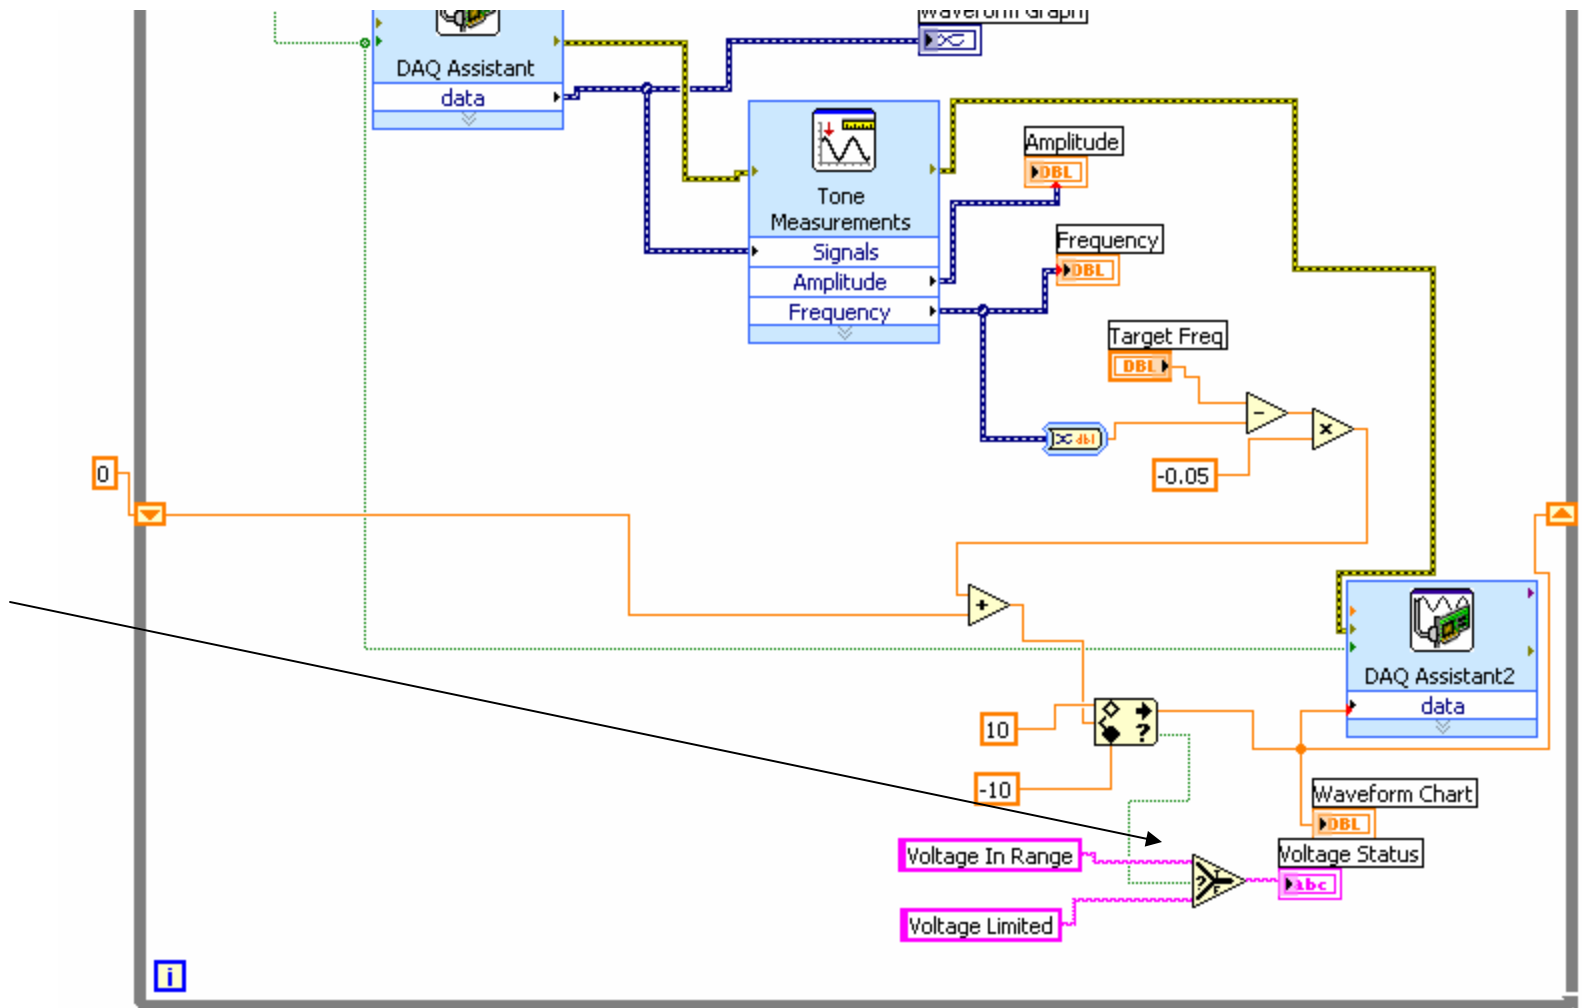 Waveform Graph
DAQ Assistant
data
Tone
Measurements
Signals
Amplitude
Frequency
Amplitude
DBL
Frequency
DBL
Target Freq
DBL
-
x
dbl
-0.05
0
+
DAQ Assistant2
data
10
?
-10
Waveform Chart
DBL
Voltage In Range
Voltage Status
?
T
F
abc
Voltage Limited
i